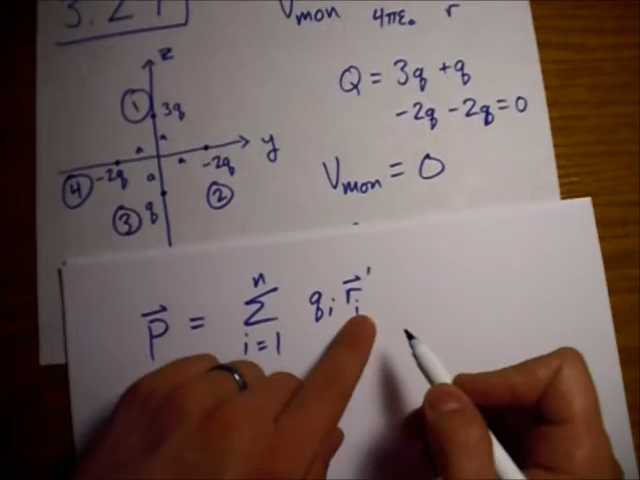 3.27
V_mon 1/4πε₀ r
z
① 3q
a
a a y
④ -2q -2q ②
a
③ q
Q = 3q + q
-2q -2q = 0
V_mon = 0
p⃗ = Σ_{i=1}^{n} q_i r⃗_i'